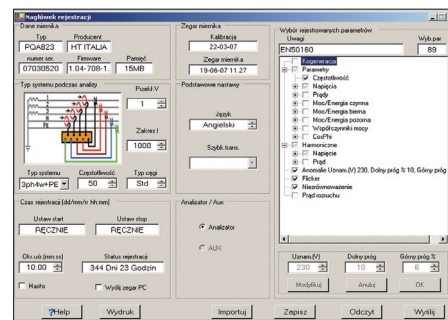 Nagłówek rejestracji
Dane miernika
Typ
Producent
PQA823
HT ITALIA
numer ser.
Firmware
Pamięć
07030520
1.04-708-1.
15MB
Zegar miernika
Kalibracja
22-03-07
Zegar miernika
19-06-07 11.27
Wybór rejestrowanych parametrów
Uwagi
Wyb.par
EN50160
89
Kogeneracja
Parametry
Częstotliwość
Napięcia
Prądy
Moc/Energia czynna
Moc/Energia bierna
Moc/Energia pozorna
Współczynniki mocy
CosPhi
Harmoniczne
Napięcie
Prąd
Anomalie Uznam.(V) 230, Dolny próg % 10, Górny próg
Flicker
Niezrównoważenie
Prąd rozruchu
Uznam.(V)
Dolny próg
Górny próg %
230
10
6
Modyfikuj
Anuluj
OK
Typ systemu podczas analizy
Przekł.V
1
Zakres I
1000
N
PE
Typ systemu
Częstotliwość
Typ cęgi
3ph4w+PE
50
Std
Podstawowe nastawy
Język
Angielski
Szybk.trans.
Czas rejestracji [dd/mm/rr hh:mm]
Ustaw start
Ustaw stop
RĘCZNIE
RĘCZNIE
Okr.uśr.(mm:ss)
Status rejestracji
10:00
344 Dni 23 Godzin
Hasło
Wyślij zegar PC
Analizator / Aux
Analizator
AUX
?Help
Wydruk
Importuj
Zapisz
Odczyt
Wyślij